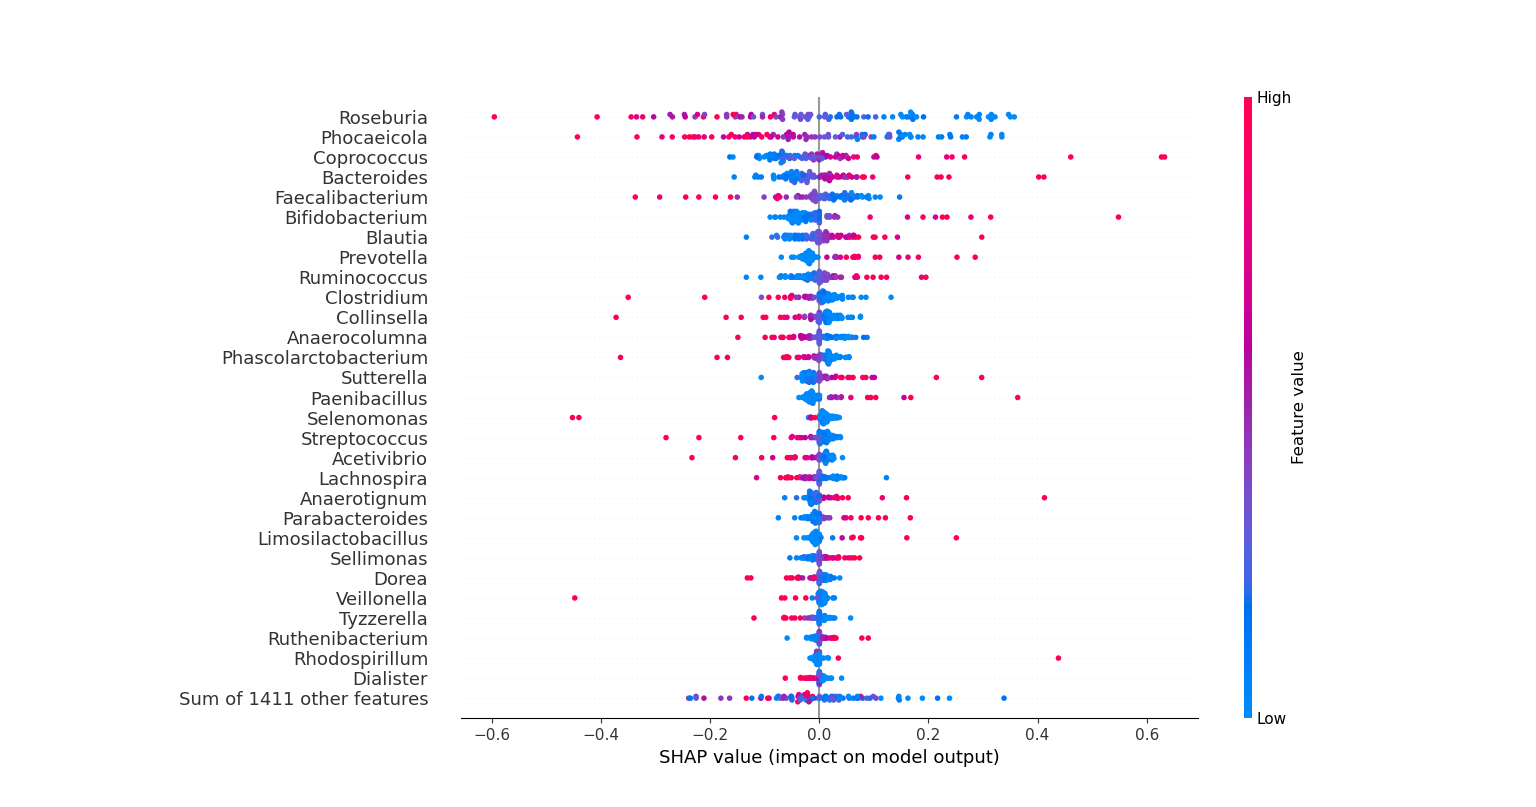 High
Roseburia
Phocaeicola
Coprococcus
Bacteroides
Faecalibacterium
Bifidobacterium
Blautia
Prevotella
Ruminococcus
Clostridium
Collinsella
Anaerocolumna
Phascolarctobacterium
Sutterella
Paenibacillus
Selenomonas
Streptococcus
Acetivibrio
Lachnospira
Anaerotignum
Parabacteroides
Limosilactobacillus
Sellimonas
Dorea
Veillonella
Tyzzerella
Ruthenibacterium
Rhodospirillum
Dialister
Sum of 1411 other features
Feature value
Low
−0.6 −0.4 −0.2 0.0 0.2 0.4 0.6
SHAP value (impact on model output)